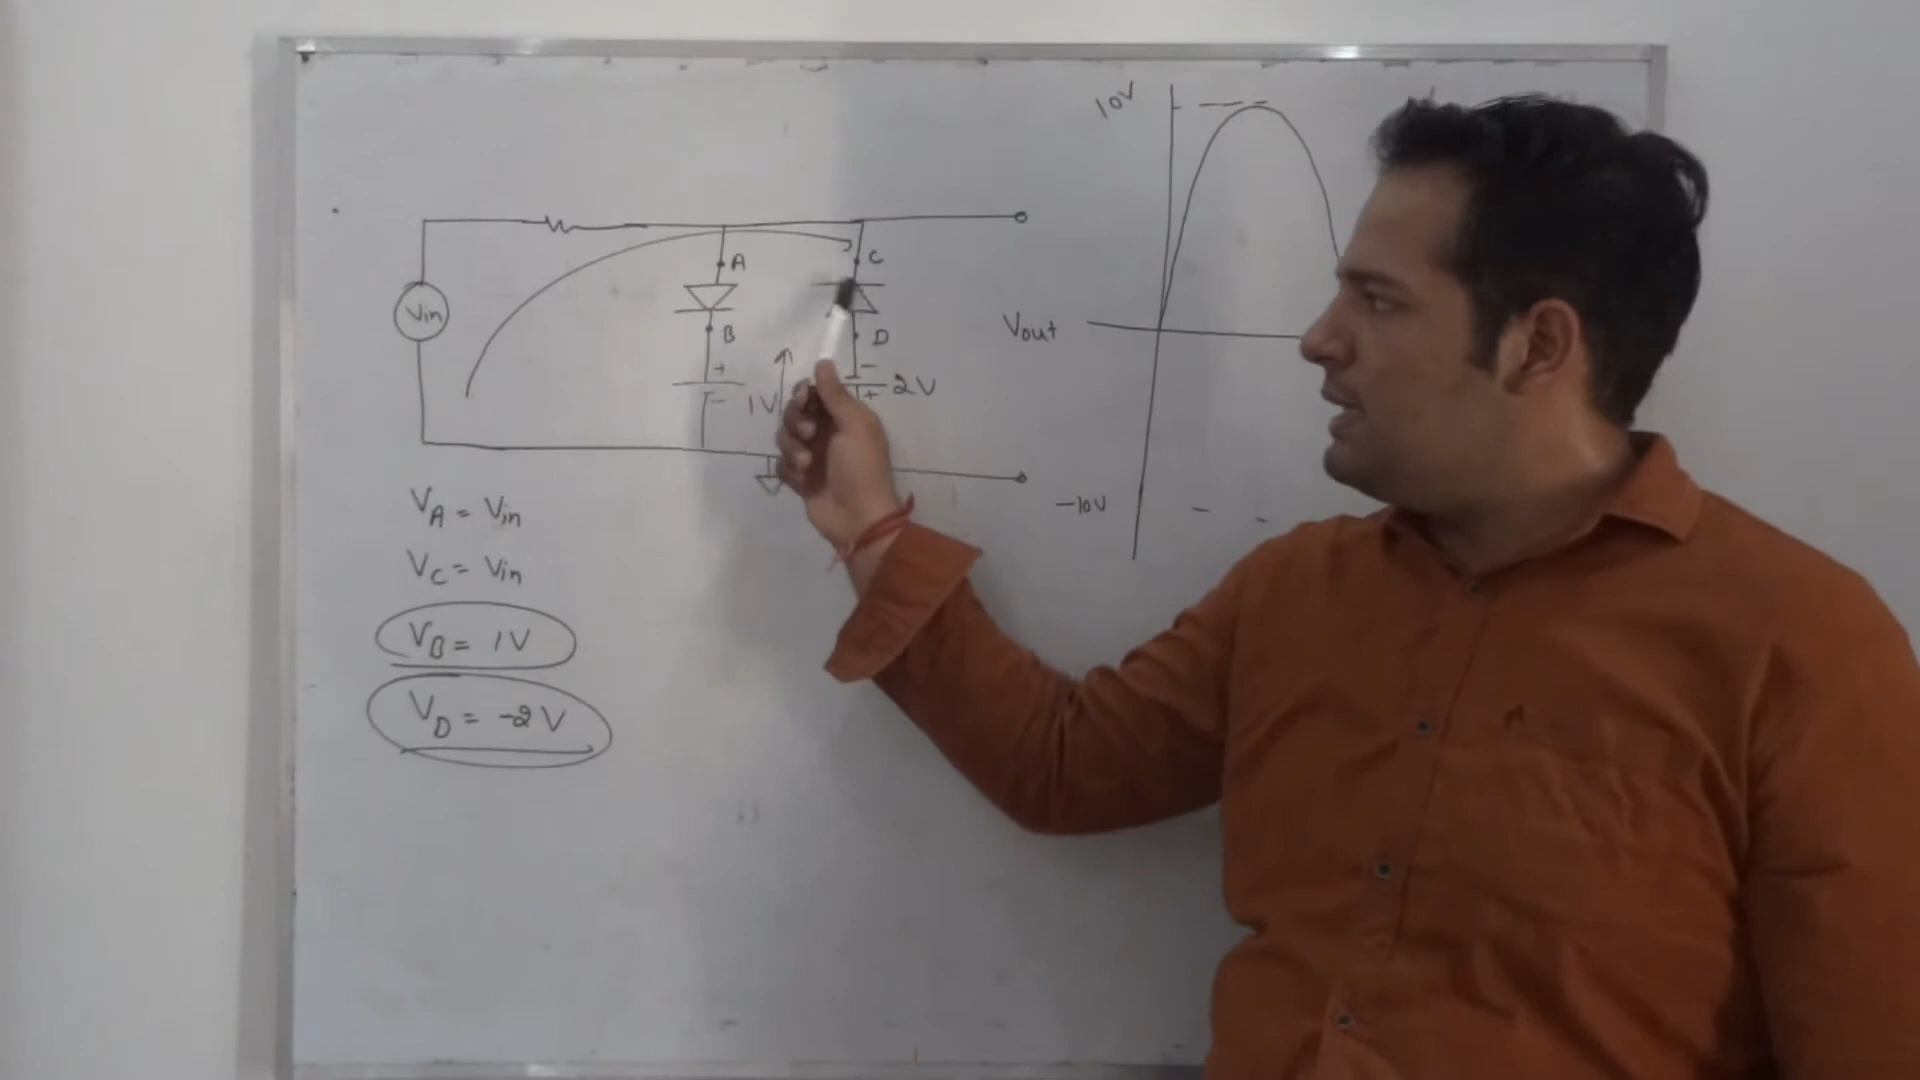 10V
A
C
Vin
B
D
Vout
+
-
-
+
1V
2V
-10V
VA = Vin
VC = Vin
VB = 1V
VD = -2V